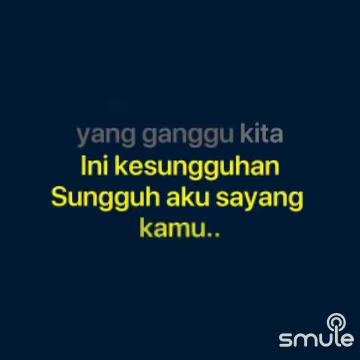 yang ganggu kita
Ini kesungguhan
Sungguh aku sayang
kamu..
smule